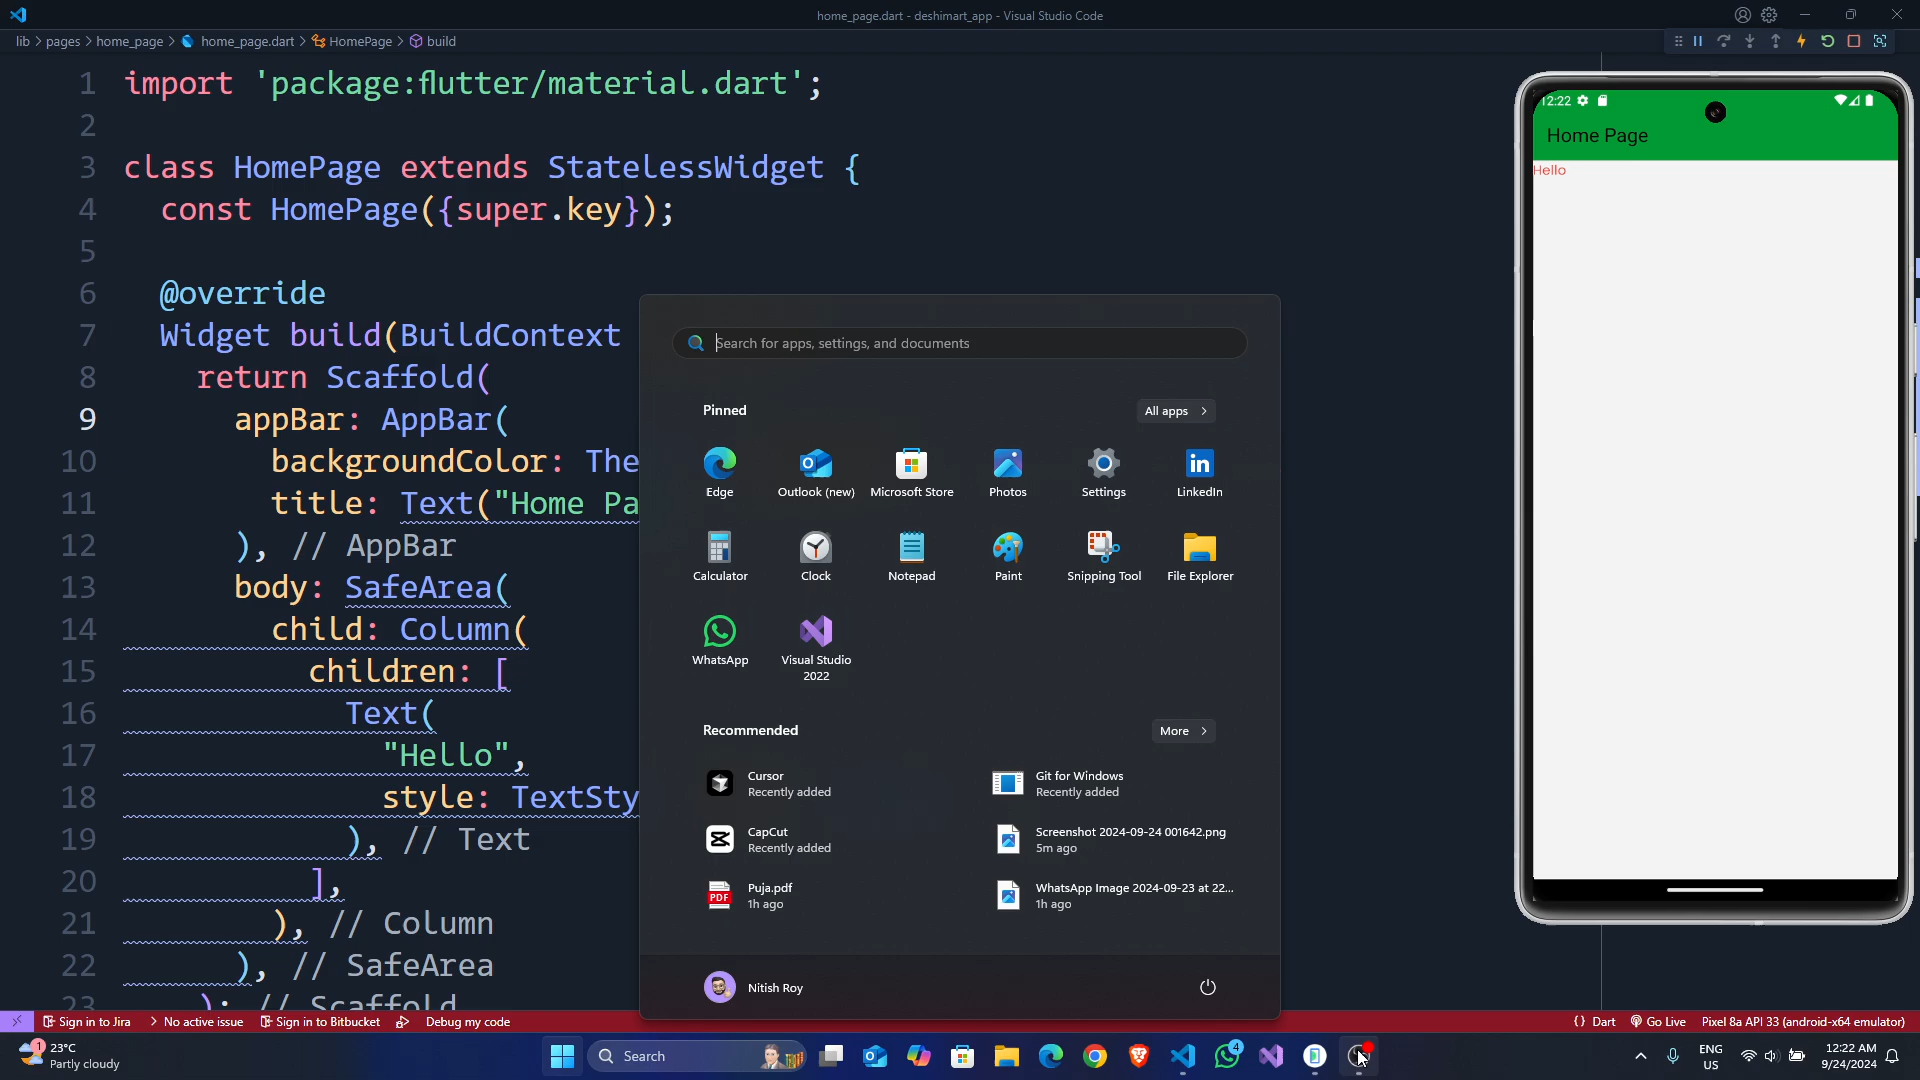 home_page.dart - deshimart_app - Visual Studio Code
lib > pages > home_page > home_page.dart > HomePage > build
1 import 'package:flutter/material.dart';
2
3 class HomePage extends StatelessWidget {
4 const HomePage({super.key});
5
6 @override
7 Widget build(BuildContext
8 return Scaffold(
9 appBar: AppBar(
10 backgroundColor: The
11 title: Text("Home Pa
12 ), // AppBar
13 body: SafeArea(
14 child: Column(
15 children: [
16 Text(
17 "Hello",
18 style: TextSty
19 ), // Text
20 ],
21 ), // Column
22 ), // SafeArea
23 ); // Scaffold
12:22
Home Page
Hello
Search for apps, settings, and documents
Pinned
All apps >
Edge
Outlook (new)
Microsoft Store
Photos
Settings
LinkedIn
Calculator
Clock
Notepad
Paint
Snipping Tool
File Explorer
WhatsApp
Visual Studio
2022
Recommended
More >
Cursor
Recently added
Git for Windows
Recently added
CapCut
Recently added
Screenshot 2024-09-24 001642.png
5m ago
PDF
Puja.pdf
1h ago
WhatsApp Image 2024-09-23 at 22...
1h ago
Nitish Roy
Sign in to Jira
> No active issue
Sign in to Bitbucket
Debug my code
{} Dart
Go Live
Pixel 8a API 33 (android-x64 emulator)
1
23°C
Partly cloudy
Search
4
ENG
US
12:22 AM
9/24/2024